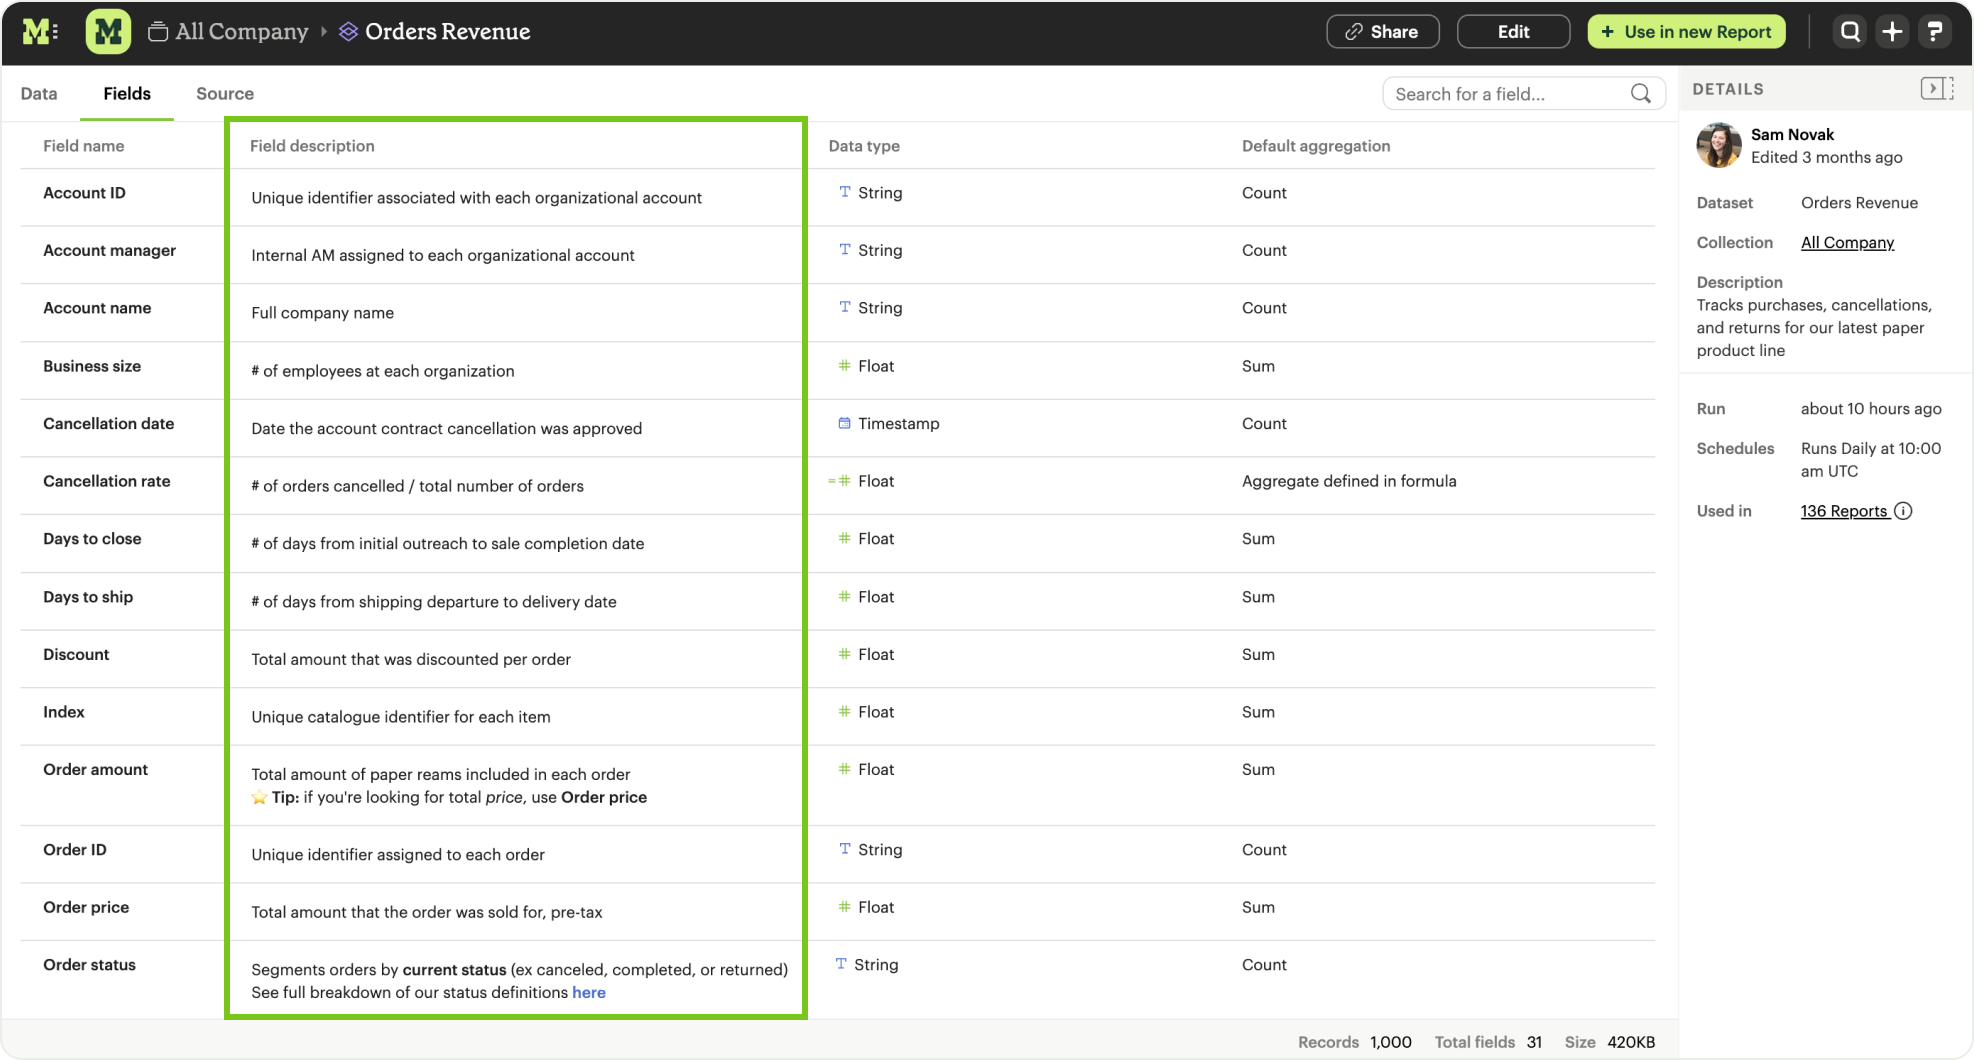 All Company
Orders Revenue
Share
Edit
+ Use in new Report
Data
Fields
Source
Search for a field...
DETAILS
Field name
Field description
Data type
Default aggregation
Account ID
Unique identifier associated with each organizational account
String
Count
Account manager
Internal AM assigned to each organizational account
String
Count
Account name
Full company name
String
Count
Business size
# of employees at each organization
# Float
Sum
Cancellation date
Date the account contract cancellation was approved
Timestamp
Count
Cancellation rate
# of orders cancelled / total number of orders
=# Float
Aggregate defined in formula
Days to close
# of days from initial outreach to sale completion date
# Float
Sum
Days to ship
# of days from shipping departure to delivery date
# Float
Sum
Discount
Total amount that was discounted per order
# Float
Sum
Index
Unique catalogue identifier for each item
# Float
Sum
Order amount
Total amount of paper reams included in each order
⭐ Tip: if you're looking for total price, use Order price
# Float
Sum
Order ID
Unique identifier assigned to each order
String
Count
Order price
Total amount that the order was sold for, pre-tax
# Float
Sum
Order status
Segments orders by current status (ex canceled, completed, or returned)
See full breakdown of our status definitions here
String
Count
Records 1,000 Total fields 31 Size 420KB
Sam Novak
Edited 3 months ago
Dataset Orders Revenue
Collection All Company
Description
Tracks purchases, cancellations,
and returns for our latest paper
product line
Run about 10 hours ago
Schedules Runs Daily at 10:00
am UTC
Used in 136 Reports